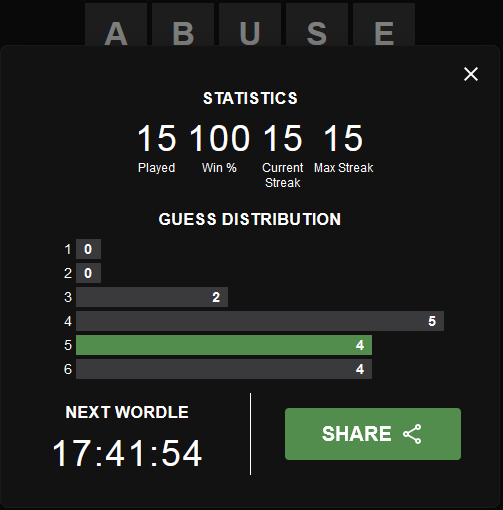 A B U S E
STATISTICS
15 100 15 15
Played Win % Current Streak Max Streak
GUESS DISTRIBUTION
1 0
2 0
3 2
4 5
5 4
6 4
NEXT WORDLE
17:41:54
SHARE